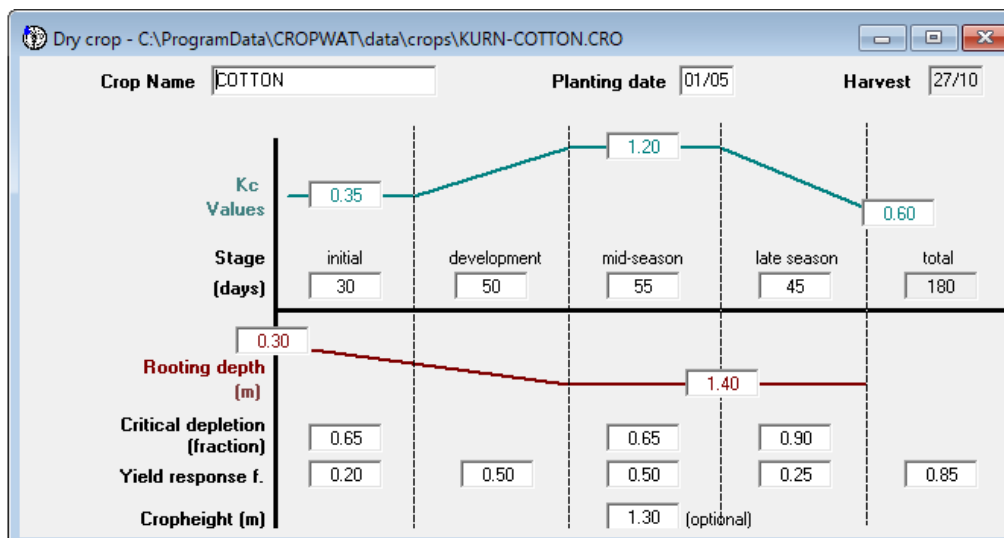 Dry crop - C:\ProgramData\CROPWAT\data\crops\KURN-COTTON.CRO
Crop Name COTTON Planting date 01/05 Harvest 27/10
1.20
Kc 0.35
Values 0.60
Stage initial development mid-season late season total
(days) 30 50 55 45 180
0.30
Rooting depth 1.40
(m)
Critical depletion
(fraction) 0.65 0.65 0.90
Yield response f. 0.20 0.50 0.50 0.25 0.85
Cropheight (m) 1.30 (optional)